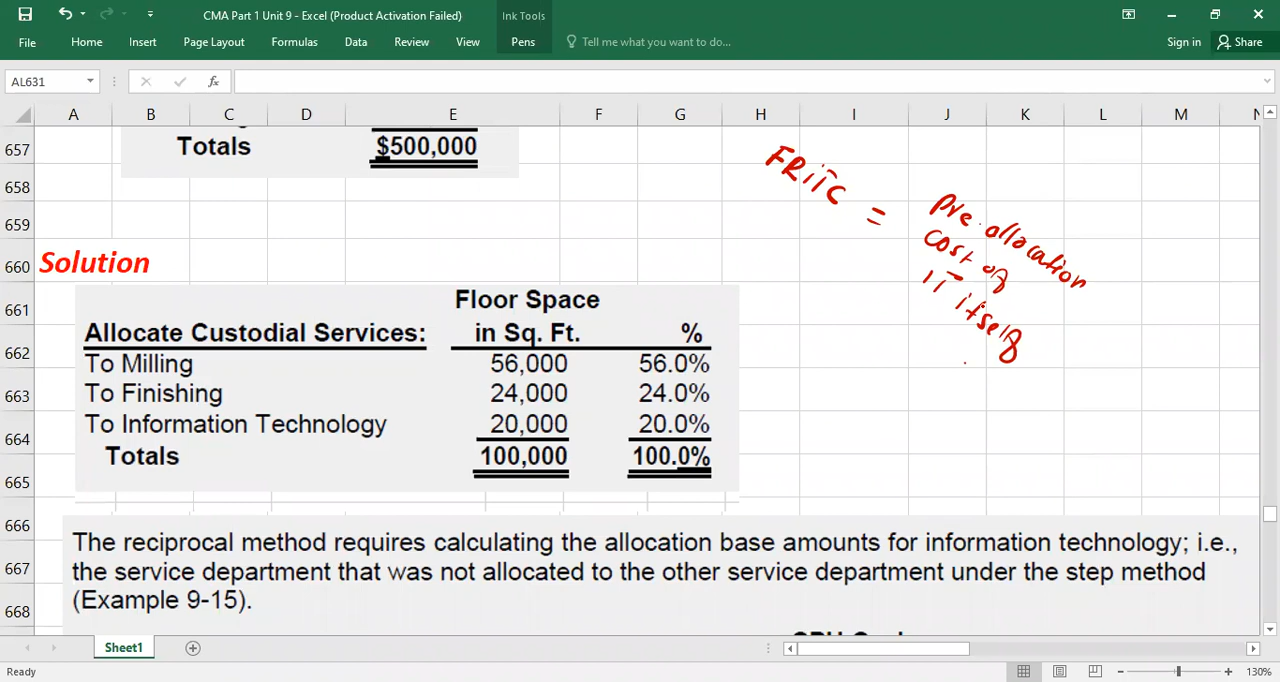 CMA Part 1 Unit 9 - Excel (Product Activation Failed)
Ink Tools
File
Home
Insert
Page Layout
Formulas
Data
Review
View
Pens
Tell me what you want to do...
Sign in
Share
AL631
fx
A B C D E F G H I J K L M N
657
Totals $500,000
658
659
660
Solution
661
Floor Space
Allocate Custodial Services: in Sq. Ft. %
662
To Milling 56,000 56.0%
663
To Finishing 24,000 24.0%
664
To Information Technology 20,000 20.0%
Totals 100,000 100.0%
665
666
667
668
The reciprocal method requires calculating the allocation base amounts for information technology; i.e.,
the service department that was not allocated to the other service department under the step method
(Example 9-15).
FRITC = pre allocation
cost of
IT itself
Sheet1
Ready
130%